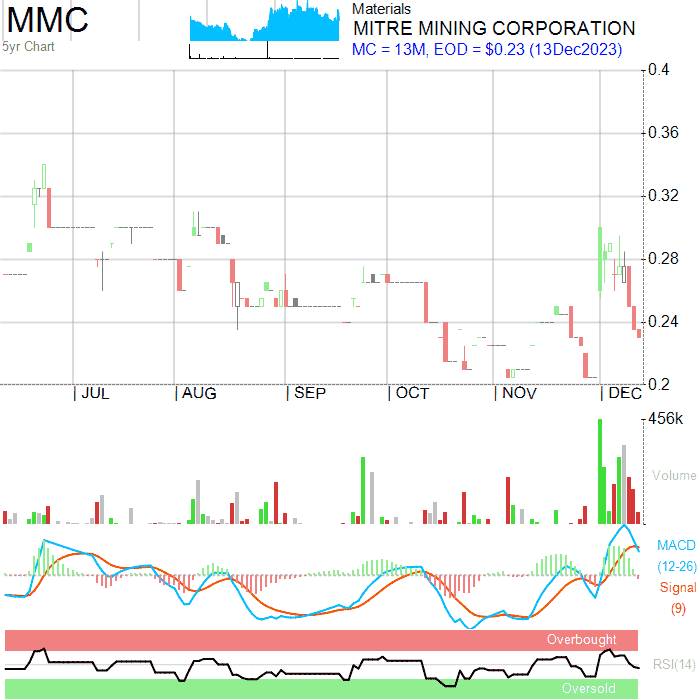 MMC
5yr Chart
Materials
MITRE MINING CORPORATION
MC = 13M, EOD = $0.23 (13Dec2023)
0.4
0.36
0.32
0.28
0.24
0.2
JUL AUG SEP OCT NOV DEC
456k
Volume
MACD
(12-26)
Signal
(9)
Overbought
RSI(14)
Oversold